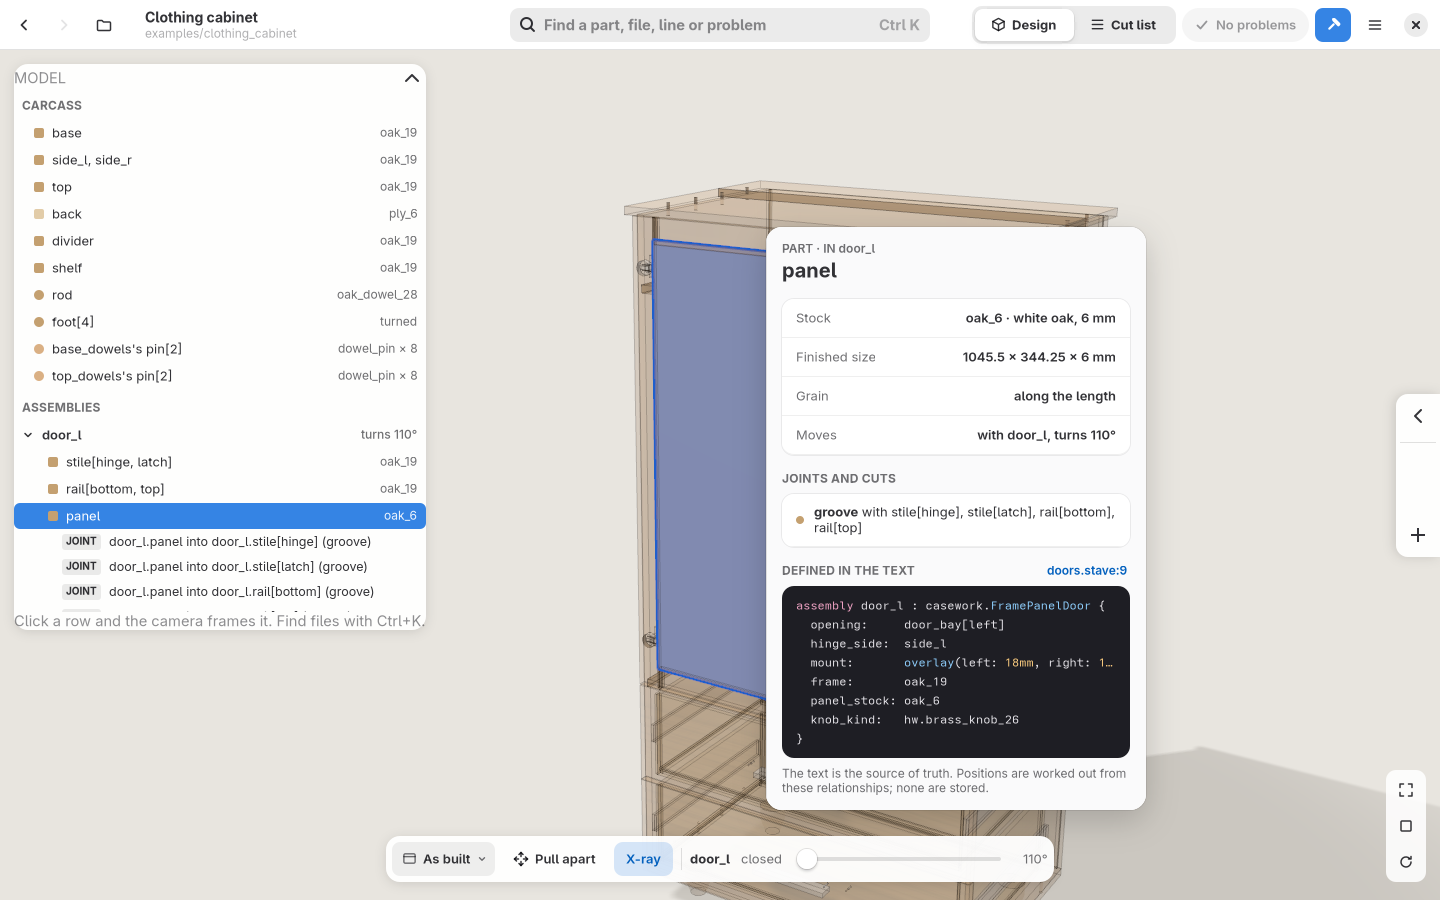 Clothing cabinet
examples/clothing_cabinet
Find a part, file, line or problem
Ctrl K
Design
Cut list
No problems
MODEL
CARCASS
base oak_19
side_l, side_r oak_19
top oak_19
back ply_6
divider oak_19
shelf oak_19
rod oak_dowel_28
foot[4] turned
base_dowels's pin[2] dowel_pin × 8
top_dowels's pin[2] dowel_pin × 8
ASSEMBLIES
door_l turns 110°
stile[hinge, latch] oak_19
rail[bottom, top] oak_19
panel oak_6
JOINT door_l.panel into door_l.stile[hinge] (groove)
JOINT door_l.panel into door_l.stile[latch] (groove)
JOINT door_l.panel into door_l.rail[bottom] (groove)
Click a row and the camera frames it. Find files with Ctrl+K.
PART · IN door_l
panel
Stock oak_6 · white oak, 6 mm
Finished size 1045.5 × 344.25 × 6 mm
Grain along the length
Moves with door_l, turns 110°
JOINTS AND CUTS
groove with stile[hinge], stile[latch], rail[bottom],
rail[top]
DEFINED IN THE TEXT doors.stave:9
assembly door_l : casework.FramePanelDoor {
opening: door_bay[left]
hinge_side: side_l
mount: overlay(left: 18mm, right: 1…
frame: oak_19
panel_stock: oak_6
knob_kind: hw.brass_knob_26
}
The text is the source of truth. Positions are worked out from
these relationships; none are stored.
As built
Pull apart
X-ray
door_l closed 110°